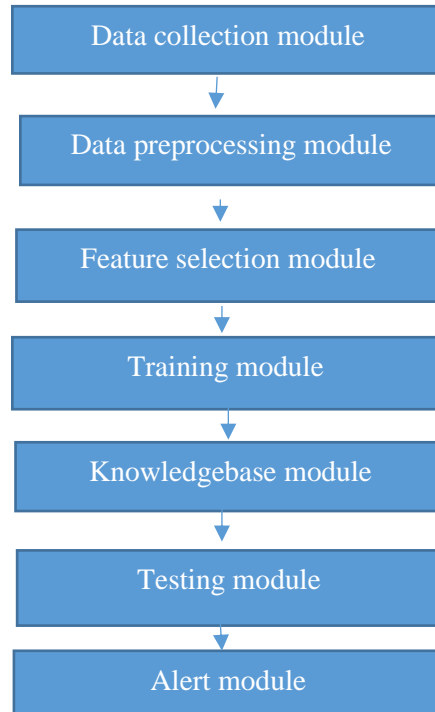 Data collection module
Data preprocessing module
Feature selection module
Training module
Knowledgebase module
Testing module
Alert module